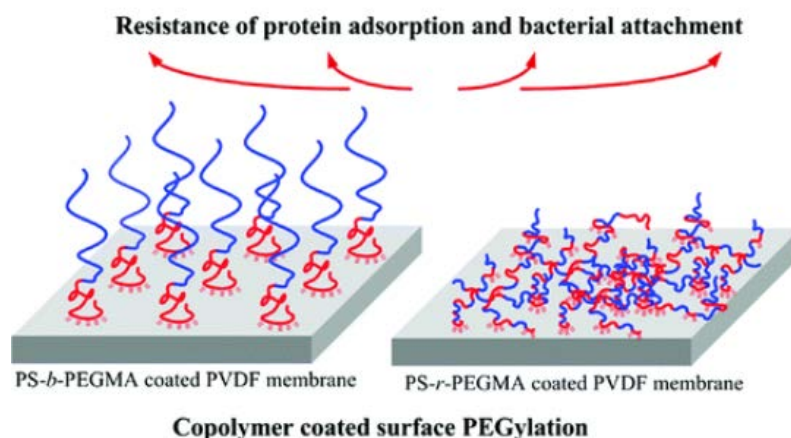 Resistance of protein adsorption and bacterial attachment
PS-b-PEGMA coated PVDF membrane
PS-r-PEGMA coated PVDF membrane
Copolymer coated surface PEGylation